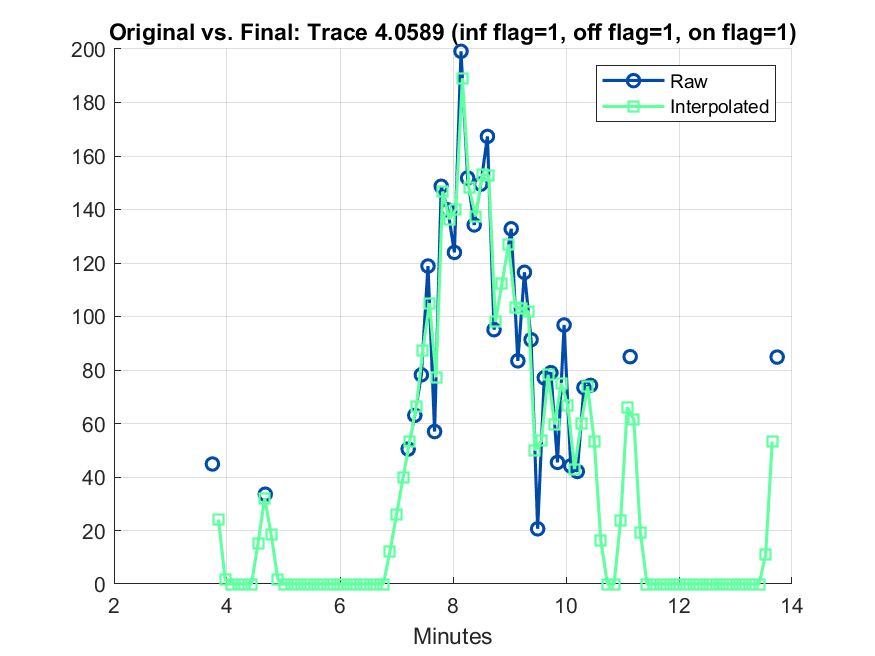 Original vs. Final: Trace 4.0589 (inf flag=1, off flag=1, on flag=1)
200
180
160
140
120
100
80
60
40
20
0
Raw
Interpolated
2 4 6 8 10 12 14
Minutes